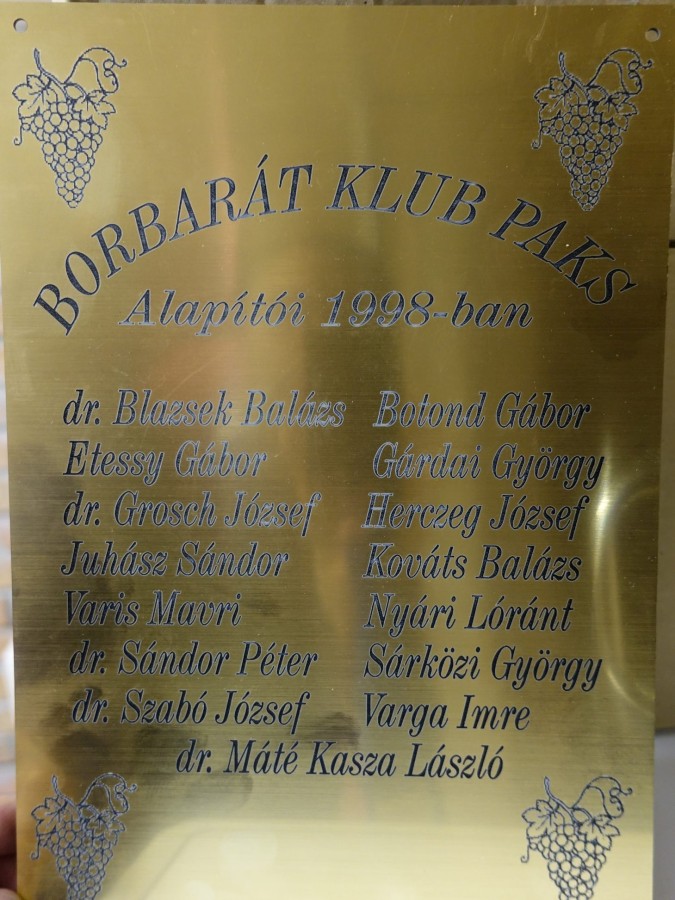 BORBARÁT KLUB PAKS
Alapítói 1998-ban
dr. Blazsek Balázs Botond Gábor
Etessy Gábor Gárdai György
dr. Grosch József Herczeg József
Juhász Sándor Kováts Balázs
Varis Mavri Nyári Lóránt
dr. Sándor Péter Sárközi György
dr. Szabó József Varga Imre
dr. Máté Kasza László